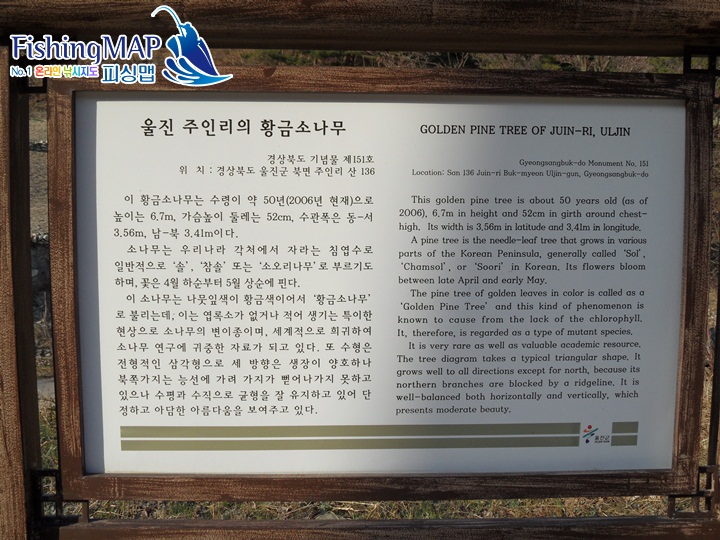 FishingMAP
No.1 온라인 낚시지도 피싱맵
울진 주인리의 황금소나무
경상북도 기념물 제151호
위 치 : 경상북도 울진군 북면 주인리 산 136
이 황금소나무는 수령이 약 50년(2006년 현재)으로
높이는 6.7m, 가슴높이 둘레는 52cm, 수관폭은 동-서
3.56m, 남-북 3.41m이다.
소나무는 우리나라 각처에서 자라는 침엽수로
일반적으로 '솔', '참솔' 또는 '소오리나무'로 부르기도
하며, 꽃은 4월 하순부터 5월 상순에 핀다.
이 소나무는 나뭇잎색이 황금색이어서 '황금소나무'
로 불리는데, 이는 엽록소가 없거나 적어 생기는 특이한
현상으로 소나무의 변이종이며, 세계적으로 희귀하여
소나무 연구에 귀중한 자료가 되고 있다. 또 수형은
전형적인 삼각형으로 세 방향은 생장이 양호하나
북쪽가지는 능선에 가려 가지가 뻗어나가지 못하고
있으나 수평과 수직으로 균형을 잘 유지하고 있어 단
정하고 아담한 아름다움을 보여주고 있다.
GOLDEN PINE TREE OF JUIN-RI, ULJIN
Gyeongsangbuk-do Monument No. 151
Location: San 136 Juin-ri Buk-myeon Uljin-gun, Gyeongsangbuk-do
This golden pine tree is about 50 years old (as of
2006), 6.7m in height and 52cm in girth around chest-
high. Its width is 3.56m in latitude and 3.41m in longitude.
A pine tree is the needle-leaf tree that grows in various
parts of the Korean Peninsula, generally called 'Sol',
'Chamsol', or 'Soori' in Korean. Its flowers bloom
between late April and early May.
The pine tree of golden leaves in color is called as a
'Golden Pine Tree' and this kind of phenomenon is
known to cause from the lack of the chlorophyll.
It, therefore, is regarded as a type of mutant species.
It is very rare as well as valuable academic resource.
The tree diagram takes a typical triangular shape. It
grows well to all directions except for north, because its
northern branches are blocked by a ridgeline. It is
well-balanced both horizontally and vertically, which
presents moderate beauty.
울진군